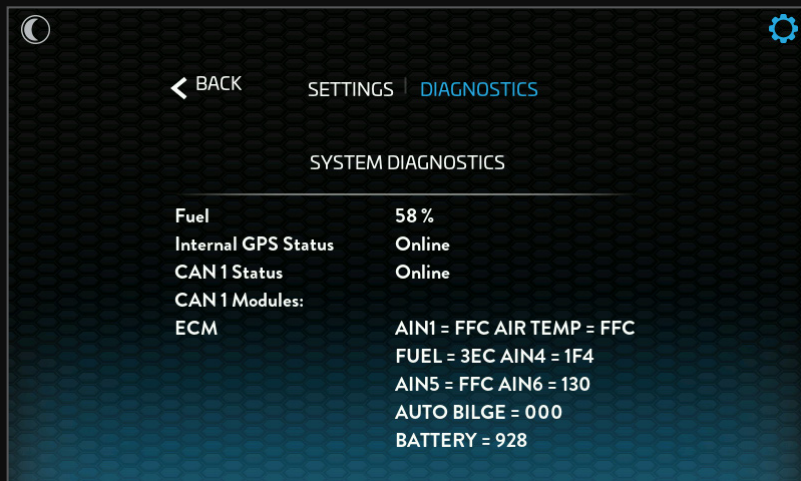 BACK
SETTINGS | DIAGNOSTICS
SYSTEM DIAGNOSTICS
Fuel 58 %
Internal GPS Status Online
CAN 1 Status Online
CAN 1 Modules:
ECM AIN1 = FFC AIR TEMP = FFC
FUEL = 3EC AIN4 = 1F4
AIN5 = FFC AIN6 = 130
AUTO BILGE = 000
BATTERY = 928